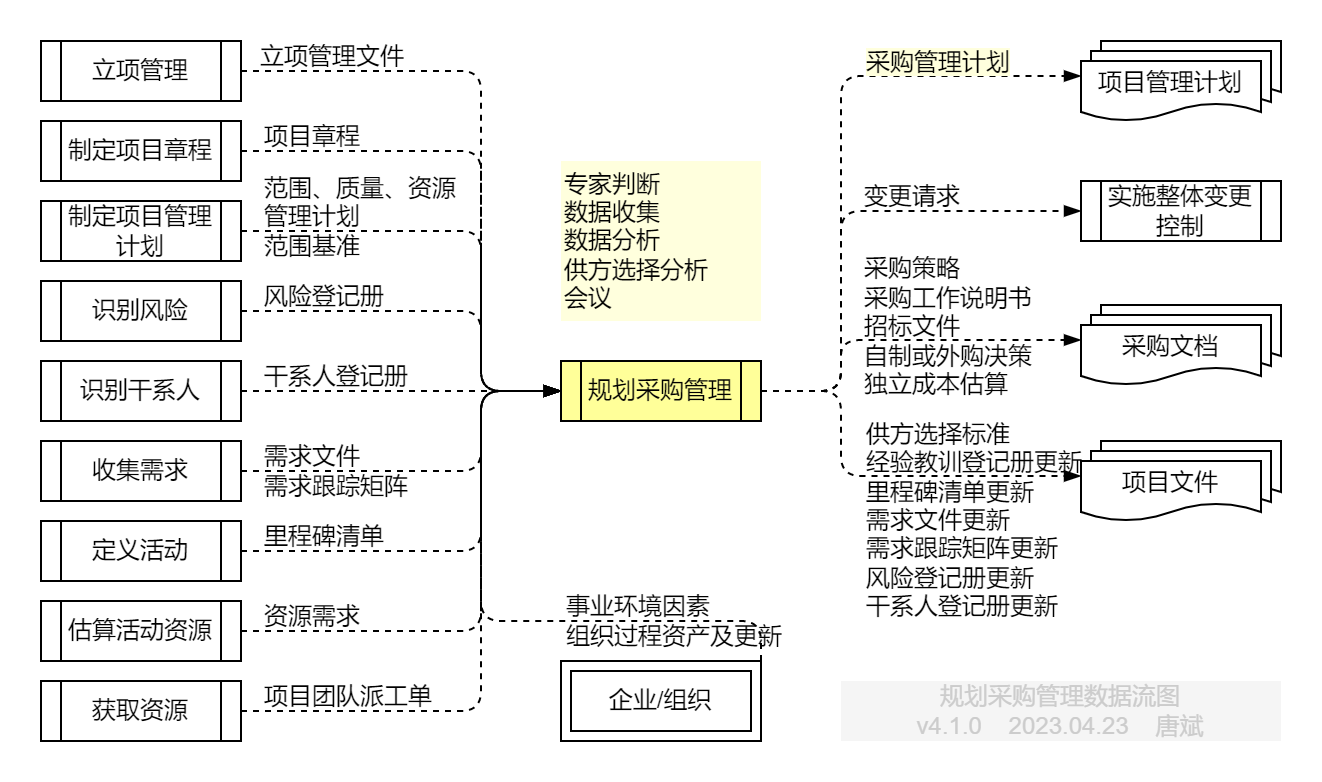 立项管理
立项管理文件
制定项目章程
项目章程
制定项目管理
计划
范围、质量、资源
管理计划
范围基准
识别风险
风险登记册
识别干系人
干系人登记册
收集需求
需求文件
需求跟踪矩阵
定义活动
里程碑清单
估算活动资源
资源需求
获取资源
项目团队派工单
专家判断
数据收集
数据分析
供方选择分析
会议
规划采购管理
事业环境因素
组织过程资产及更新
企业/组织
采购管理计划
项目管理计划
变更请求
实施整体变更
控制
采购策略
采购工作说明书
招标文件
自制或外购决策
独立成本估算
采购文档
供方选择标准
经验教训登记册更新
里程碑清单更新
需求文件更新
需求跟踪矩阵更新
风险登记册更新
干系人登记册更新
项目文件
规划采购管理数据流图
v4.1.0 2023.04.23 唐斌